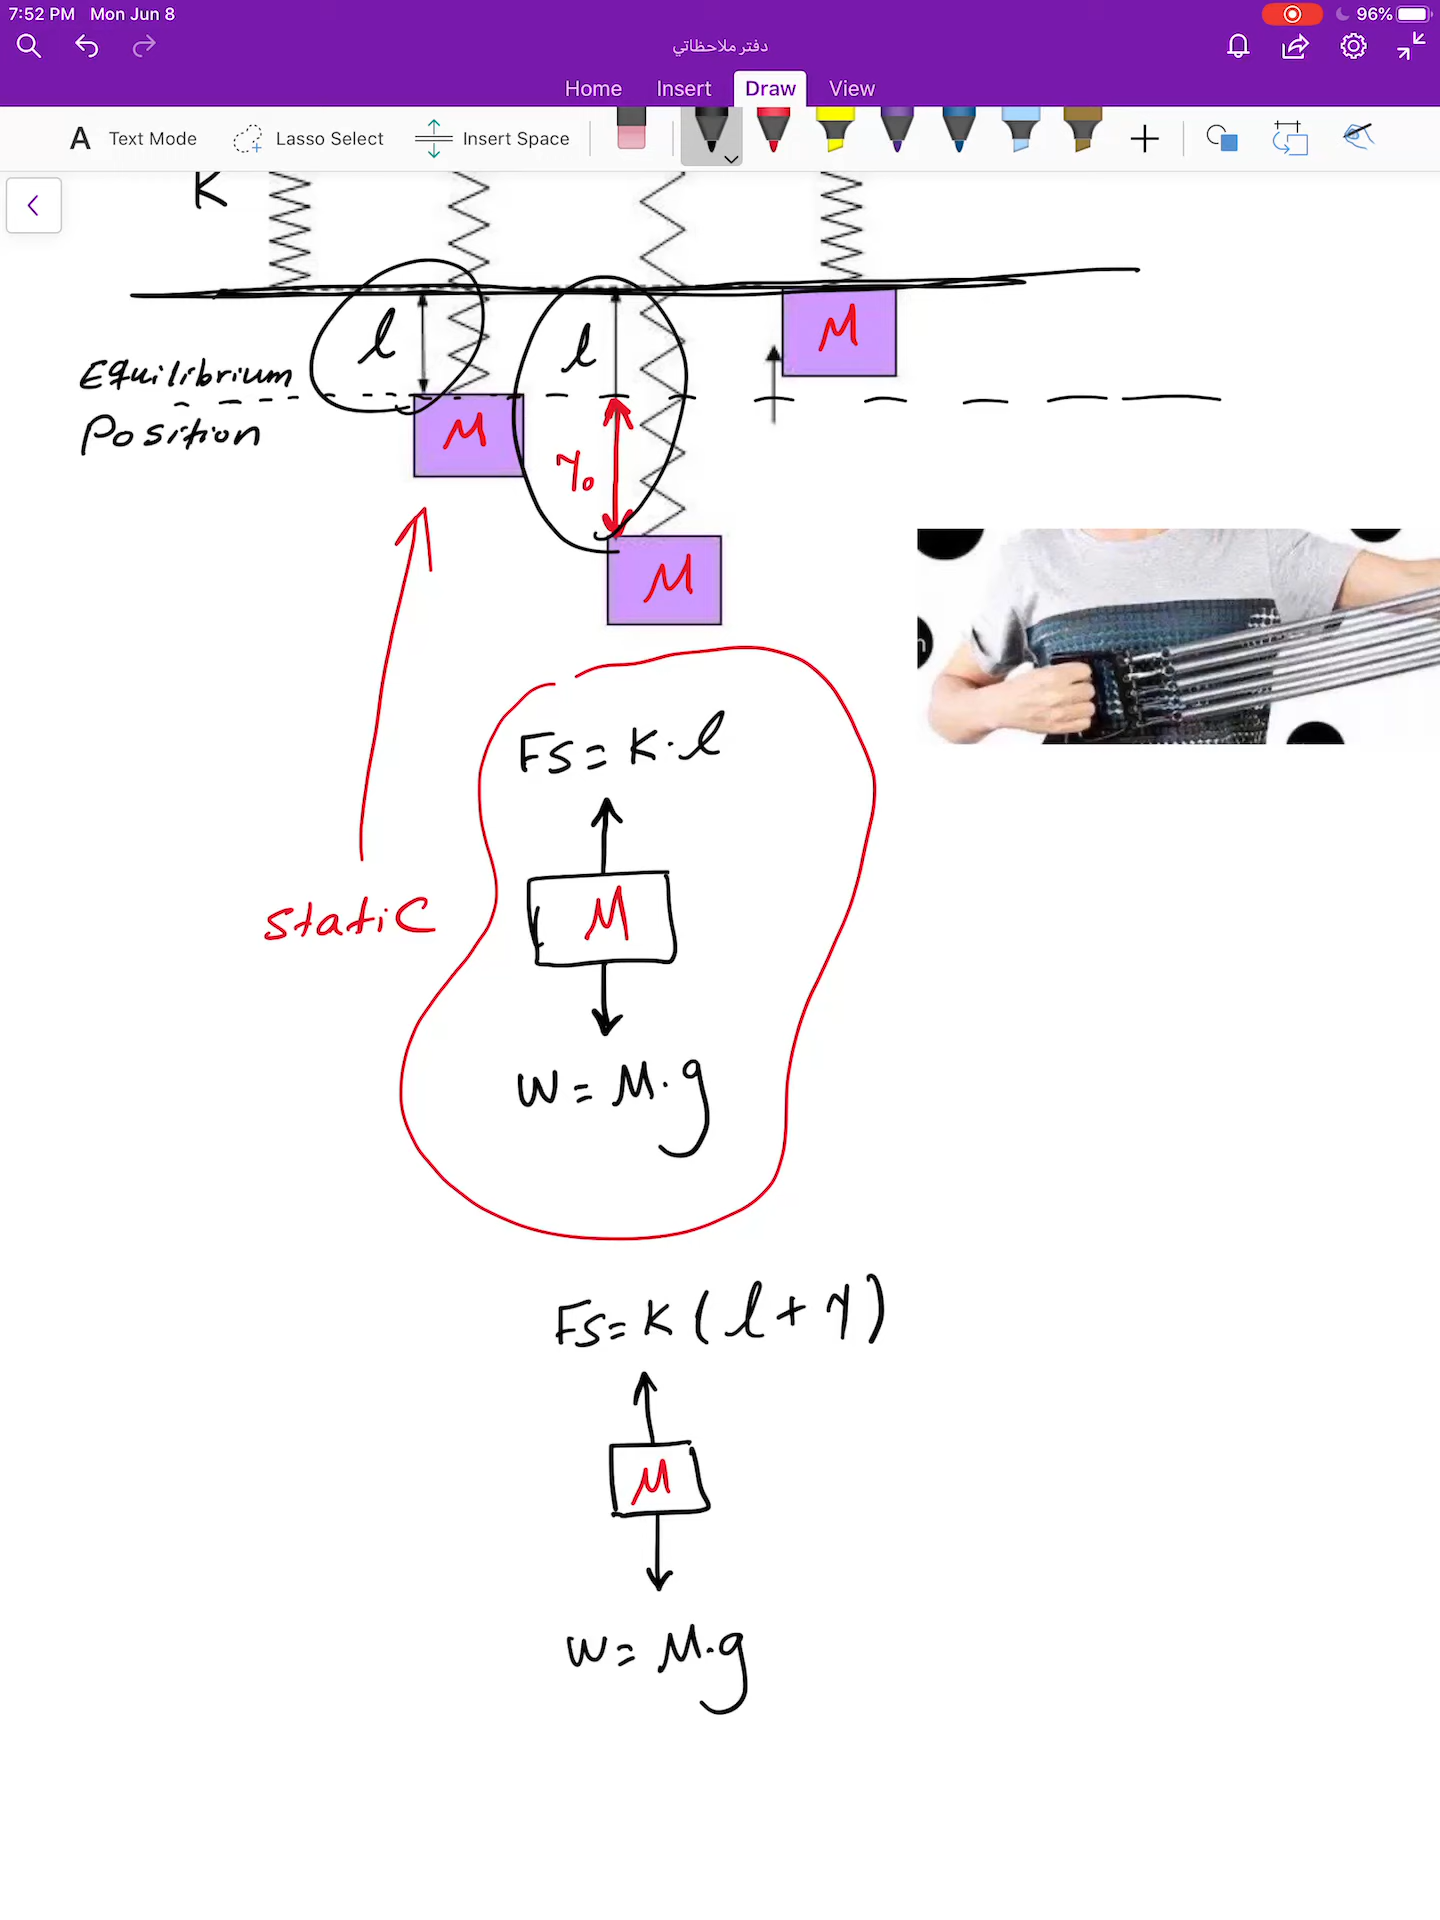 7:52 PM Mon Jun 8
96%
دفتر ملاحظاتي
Home Insert Draw View
A Text Mode Lasso Select Insert Space
K
l
l
M
Equilibrium
Position
M
y₀
M
Fs = K · l
M
static
W = M · g
Fs = K ( l + y )
M
W = M · g